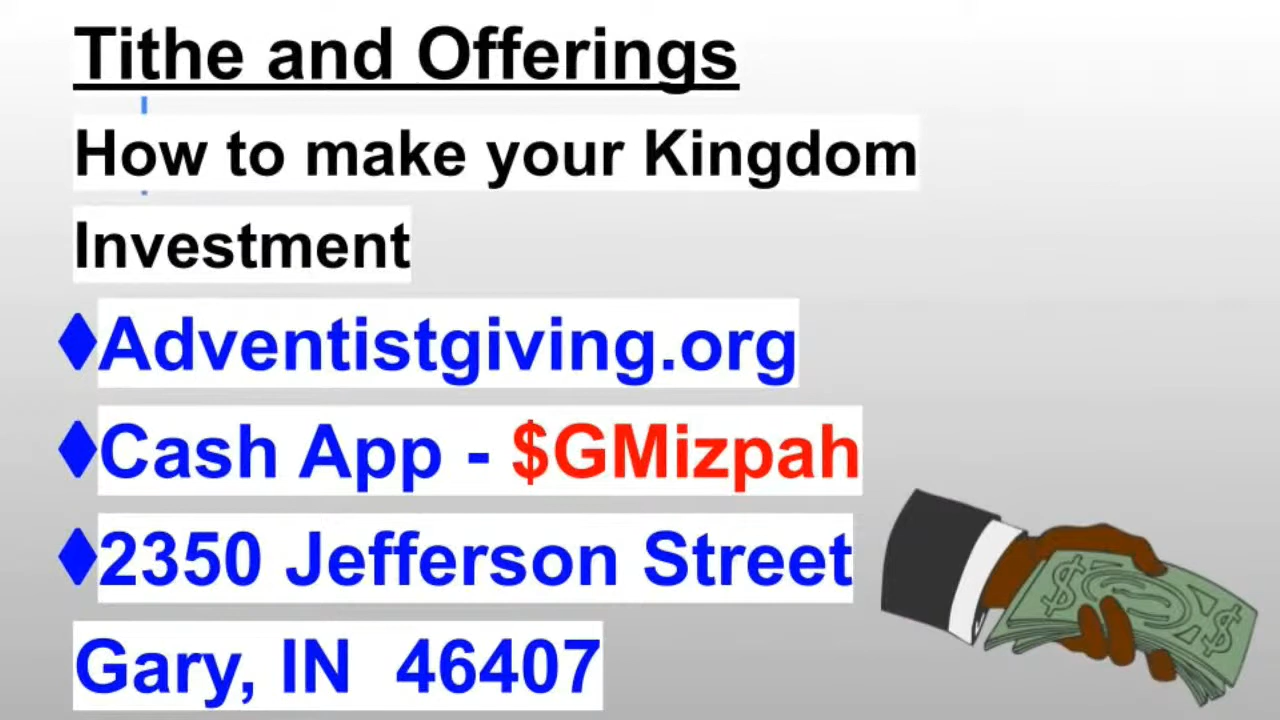 Tithe and Offerings
How to make your Kingdom
Investment
Adventistgiving.org
Cash App - $GMizpah
2350 Jefferson Street
Gary, IN 46407